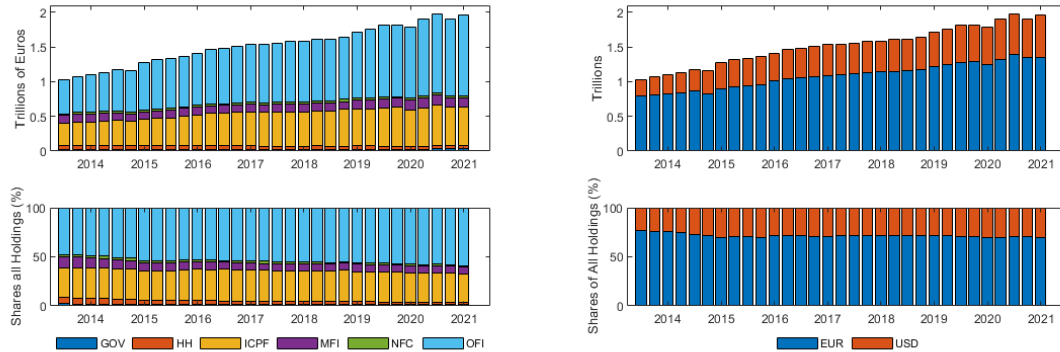 2
1.5
1
0.5
0
Trillions of Euros
2014 2015 2016 2017 2018 2019 2020 2021
100
50
0
Shares all Holdings (%)
2014 2015 2016 2017 2018 2019 2020 2021
GOV HH ICPF MFI NFC OFI
2
1.5
1
0.5
0
Trillions
2014 2015 2016 2017 2018 2019 2020 2021
100
50
0
Shares of All Holdings (%)
2014 2015 2016 2017 2018 2019 2020 2021
EUR USD